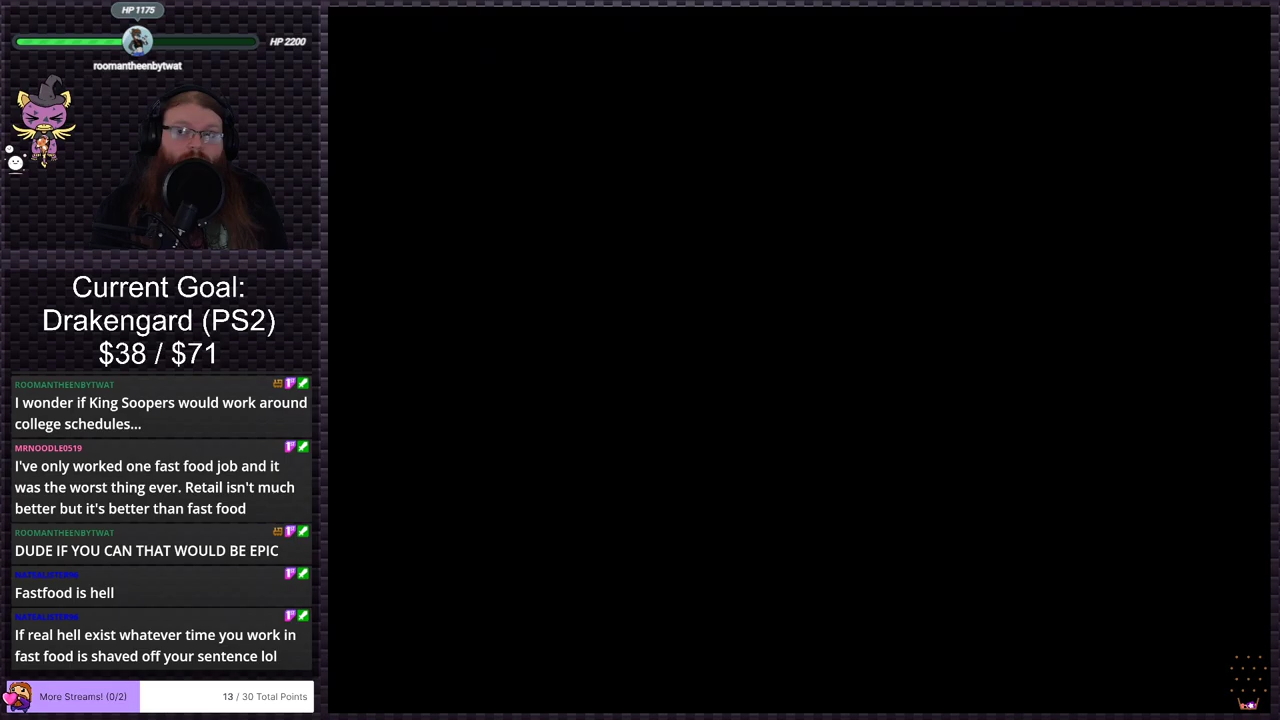 HP 1175
HP 2200
roomantheenbytwat
Current Goal:
Drakengard (PS2)
$38 / $71
ROOMANTHEENBYTWAT
I wonder if King Soopers would work around
college schedules...
MRNOODLE0519
I've only worked one fast food job and it
was the worst thing ever. Retail isn't much
better but it's better than fast food
ROOMANTHEENBYTWAT
DUDE IF YOU CAN THAT WOULD BE EPIC
Fastfood is hell
If real hell exist whatever time you work in
fast food is shaved off your sentence lol
More Streams! (0/2)
13 / 30 Total Points